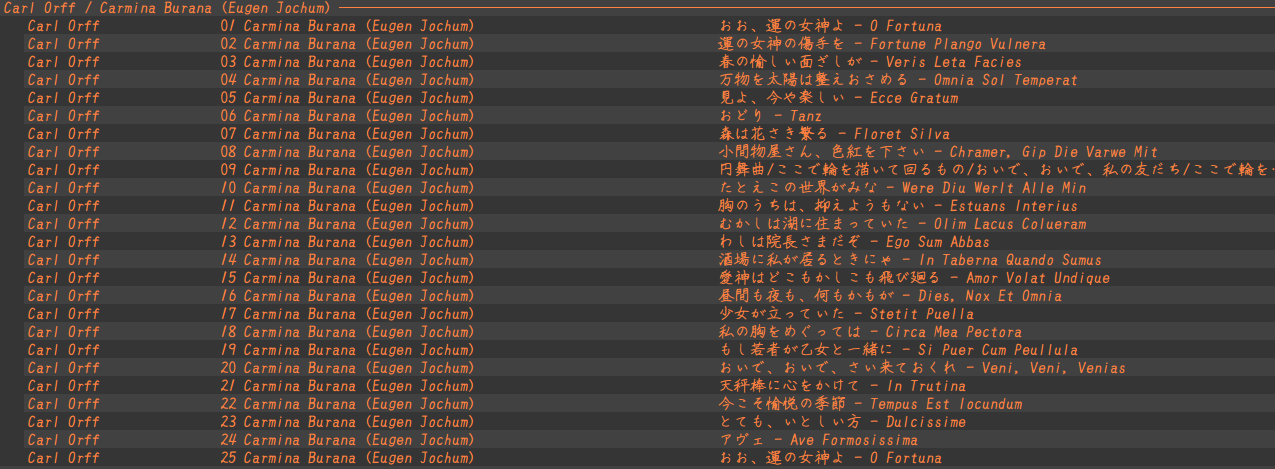 Carl Orff / Carmina Burana (Eugen Jochum)
Carl Orff 01 Carmina Burana (Eugen Jochum) おお、運の女神よ - O Fortuna
Carl Orff 02 Carmina Burana (Eugen Jochum) 運の女神の傷手を - Fortune Plango Vulnera
Carl Orff 03 Carmina Burana (Eugen Jochum) 春の愉しい面ざしが - Veris Leta Facies
Carl Orff 04 Carmina Burana (Eugen Jochum) 万物を太陽は整えおさめる - Omnia Sol Temperat
Carl Orff 05 Carmina Burana (Eugen Jochum) 見よ、今や楽しい - Ecce Gratum
Carl Orff 06 Carmina Burana (Eugen Jochum) おどり - Tanz
Carl Orff 07 Carmina Burana (Eugen Jochum) 森は花さき繁る - Floret Silva
Carl Orff 08 Carmina Burana (Eugen Jochum) 小間物屋さん、色紅を下さい - Chramer, Gip Die Varwe Mit
Carl Orff 09 Carmina Burana (Eugen Jochum) 円舞曲/ここで輪を描いて回るもの/おいで、おいで、私の友だち/ここで輪を…
Carl Orff 10 Carmina Burana (Eugen Jochum) たとえこの世界がみな - Were Diu Werlt Alle Min
Carl Orff 11 Carmina Burana (Eugen Jochum) 胸のうちは、抑えようもない - Estuans Interius
Carl Orff 12 Carmina Burana (Eugen Jochum) むかしは湖に住まっていた - Olim Lacus Colueram
Carl Orff 13 Carmina Burana (Eugen Jochum) わしは院長さまだぞ - Ego Sum Abbas
Carl Orff 14 Carmina Burana (Eugen Jochum) 酒場に私が居るときにゃ - In Taberna Quando Sumus
Carl Orff 15 Carmina Burana (Eugen Jochum) 愛神はどこもかしこも飛び廻る - Amor Volat Undique
Carl Orff 16 Carmina Burana (Eugen Jochum) 昼間も夜も、何もかもが - Dies, Nox Et Omnia
Carl Orff 17 Carmina Burana (Eugen Jochum) 少女が立っていた - Stetit Puella
Carl Orff 18 Carmina Burana (Eugen Jochum) 私の胸をめぐっては - Circa Mea Pectora
Carl Orff 19 Carmina Burana (Eugen Jochum) もし若者が乙女と一緒に - Si Puer Cum Peullula
Carl Orff 20 Carmina Burana (Eugen Jochum) おいで、おいで、さい来ておくれ - Veni, Veni, Venias
Carl Orff 21 Carmina Burana (Eugen Jochum) 天秤棒に心をかけて - In Trutina
Carl Orff 22 Carmina Burana (Eugen Jochum) 今こそ愉悦の季節 - Tempus Est Iocundum
Carl Orff 23 Carmina Burana (Eugen Jochum) とても、いとしい方 - Dulcissime
Carl Orff 24 Carmina Burana (Eugen Jochum) アヴェ - Ave Formosissima
Carl Orff 25 Carmina Burana (Eugen Jochum) おお、運の女神よ - O Fortuna